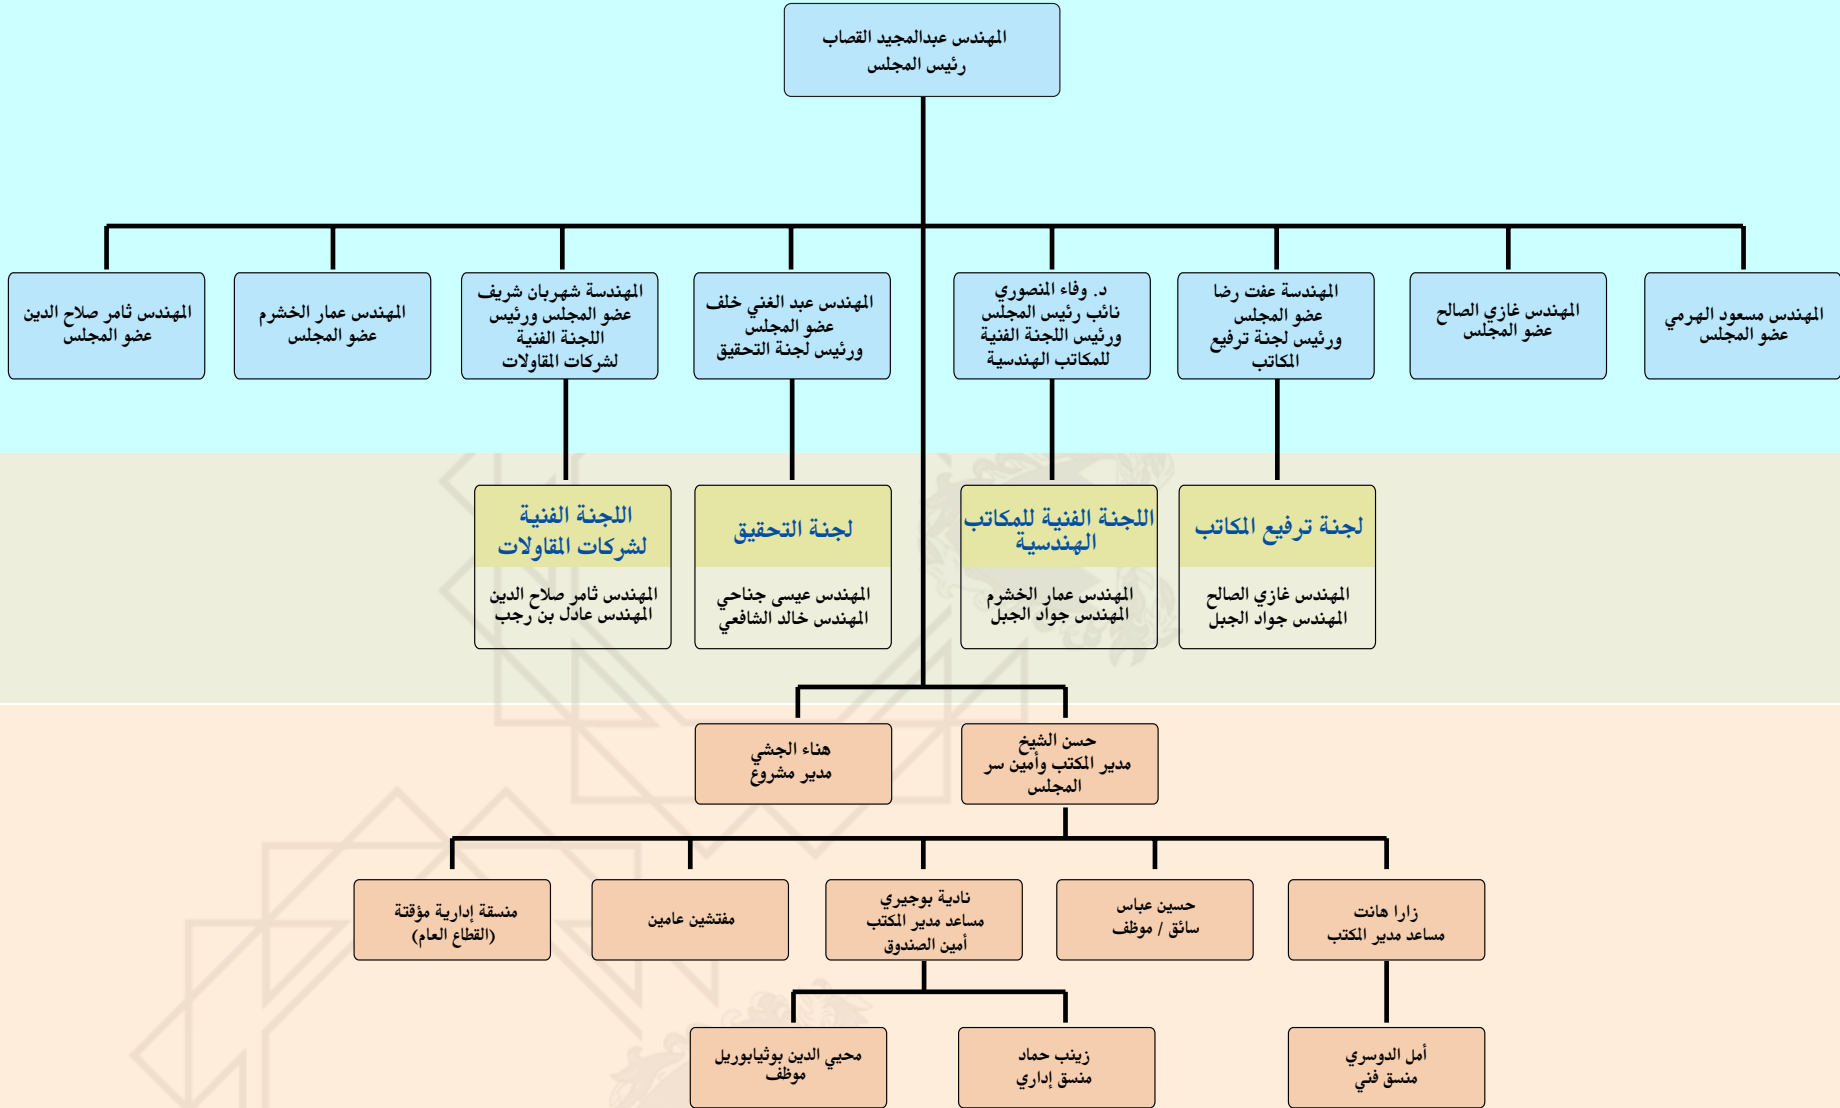 المهندس عبدالمجيد القصاب
رئيس المجلس
المهندس مسعود الهرمي
عضو المجلس
المهندس غازي الصالح
عضو المجلس
المهندسة عفت رضا
عضو المجلس
ورئيس لجنة ترفيع
المكاتب
د. وفاء المنصوري
نائب رئيس المجلس
ورئيس اللجنة الفنية
للمكاتب الهندسية
المهندس عبد الغني خلف
عضو المجلس
ورئيس لجنة التحقيق
المهندسة شهربان شريف
عضو المجلس ورئيس
اللجنة الفنية
لشركات المقاولات
المهندس عمار الخشرم
عضو المجلس
المهندس ثامر صلاح الدين
عضو المجلس
لجنة ترفيع المكاتب
المهندس غازي الصالح
المهندس جواد الجبل
اللجنة الفنية للمكاتب
الهندسية
المهندس عمار الخشرم
المهندس جواد الجبل
لجنة التحقيق
المهندس عيسى جناحي
المهندس خالد الشافعي
اللجنة الفنية
لشركات المقاولات
المهندس ثامر صلاح الدين
المهندس عادل بن رجب
حسن الشيخ
مدير المكتب وأمين سر
المجلس
هناء الجشي
مدير مشروع
زارا هانت
مساعد مدير المكتب
حسين عباس
سائق / موظف
نادية بوجيري
مساعد مدير المكتب
أمين الصندوق
مفتشين عامين
منسقة إدارية مؤقتة
(القطاع العام)
أمل الدوسري
منسق فني
زينب حماد
منسق إداري
محيي الدين بوثيابوريل
موظف